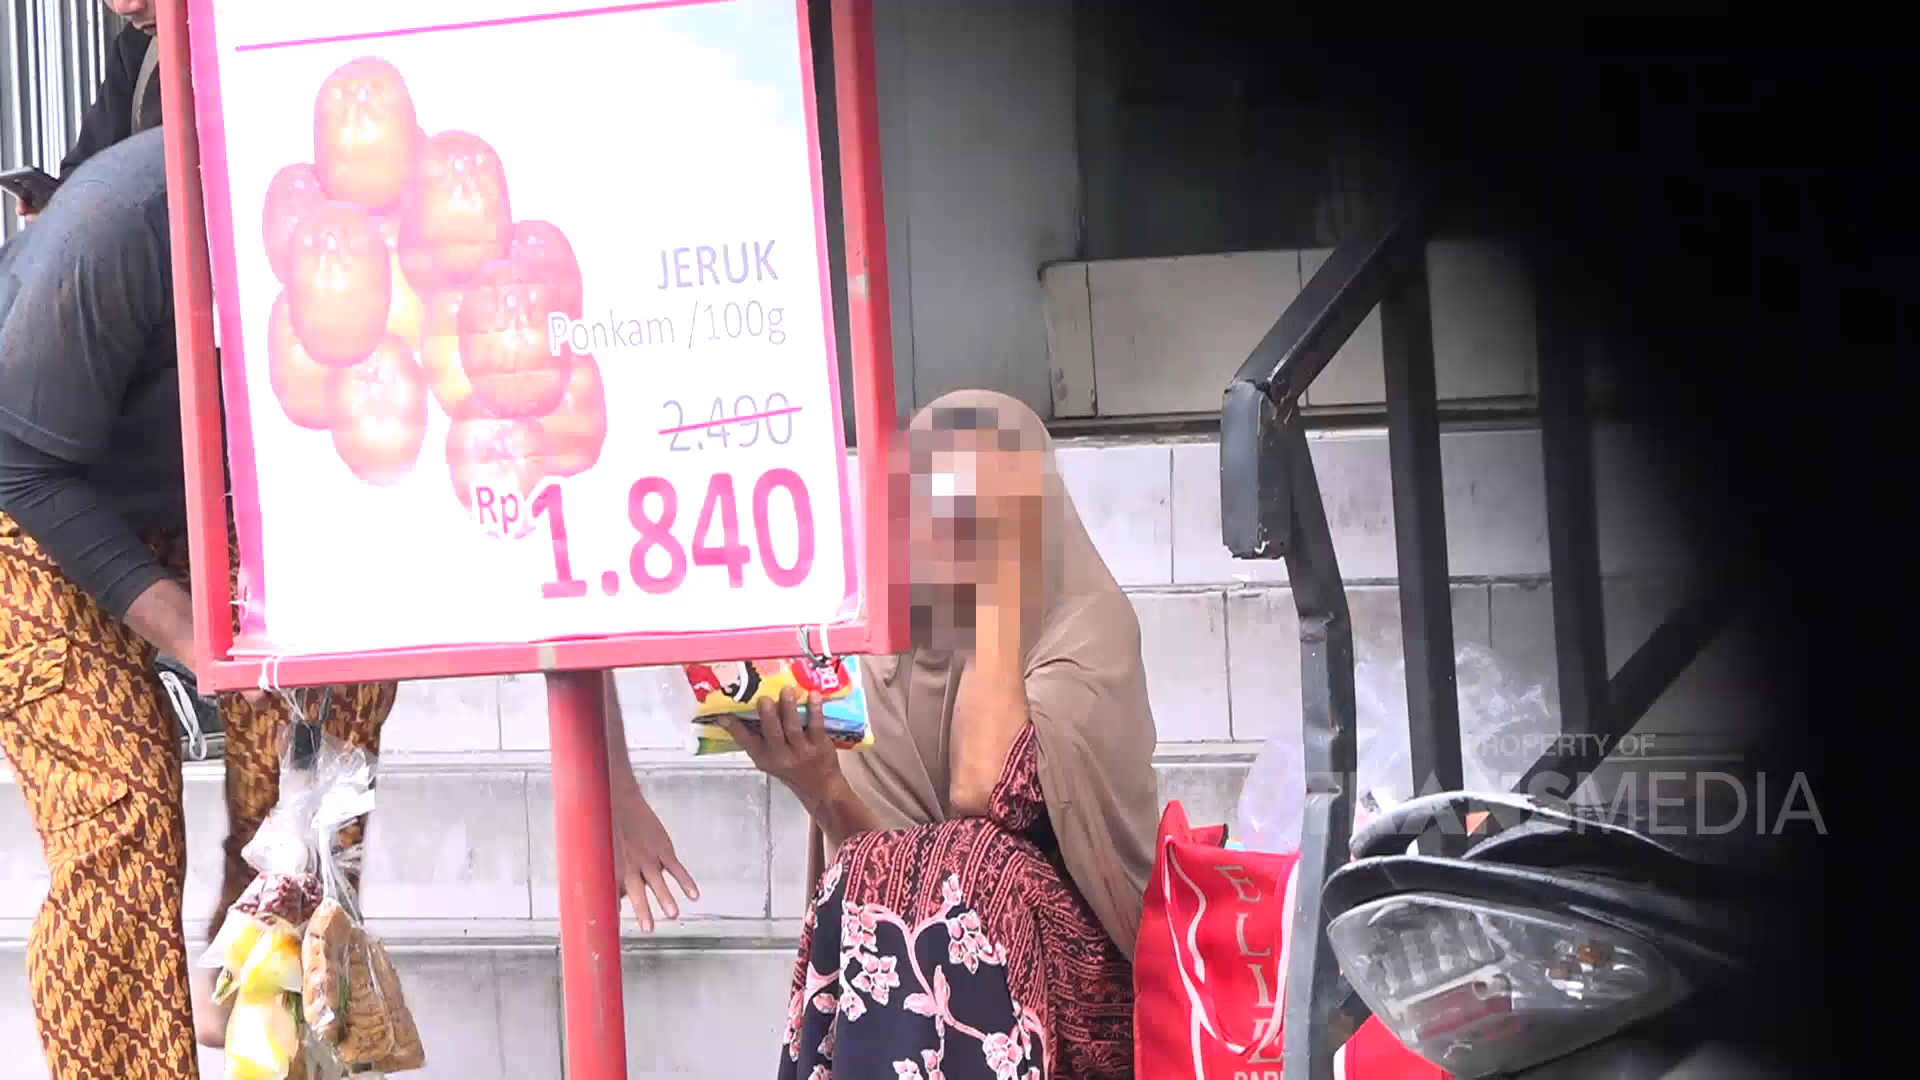 JERUK
Ponkam /100g
2.490
Rp 1.840
PROPERTY OF
TRANSMEDIA